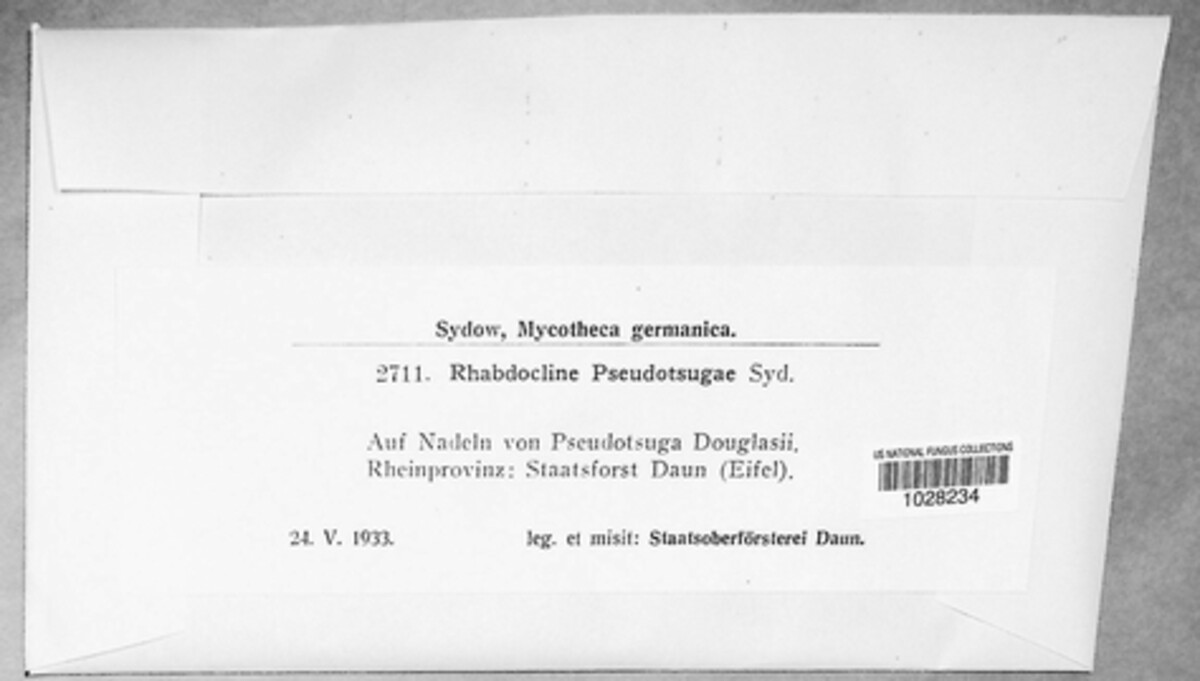 Sydow, Mycotheca germanica.
2711. Rhabdocline Pseudotsugae Syd.
Auf Nadeln von Pseudotsuga Douglasii,
Rheinprovinz: Staatsforst Daun (Eifel).
US NATIONAL FUNGUS COLLECTIONS
1028234
24. V. 1933. leg. et misit: Staatsoberförsterei Daun.